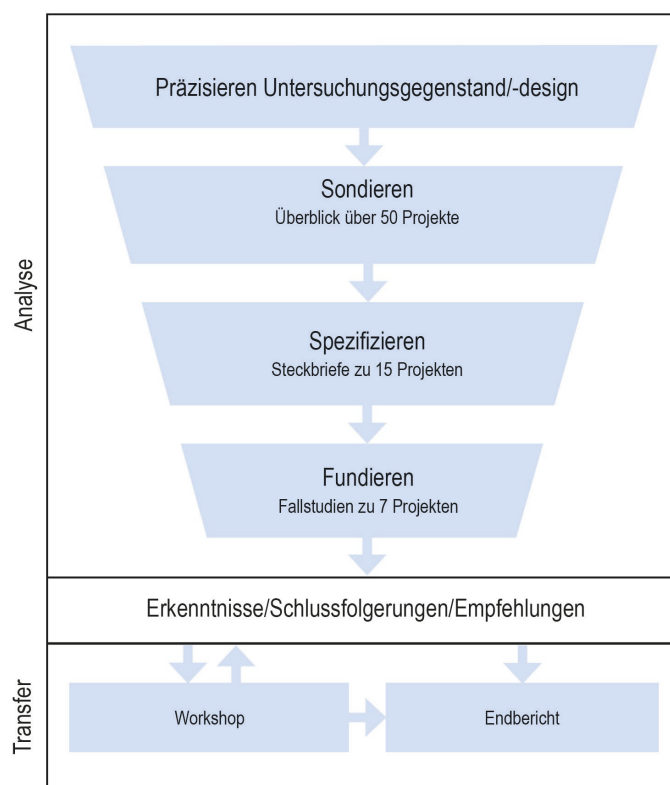 Präzisieren Untersuchungsgegenstand/-design
Sondieren
Überblick über 50 Projekte
Analyse
Spezifizieren
Steckbriefe zu 15 Projekten
Fundieren
Fallstudien zu 7 Projekten
Erkenntnisse/Schlussfolgerungen/Empfehlungen
Transfer
Workshop
Endbericht